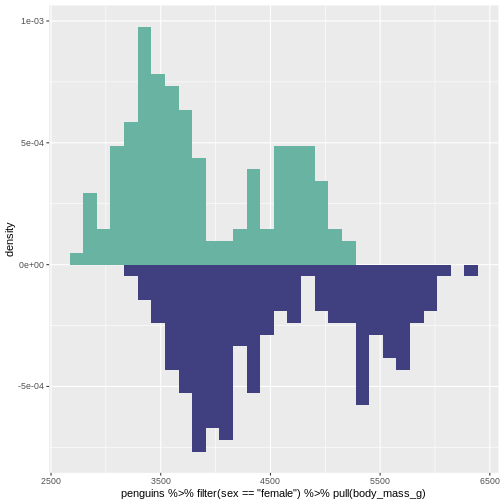 1e-03
5e-04
0e+00
-5e-04
density
2500
3500
4500
5500
6500
penguins %>% filter(sex == "female") %>% pull(body_mass_g)